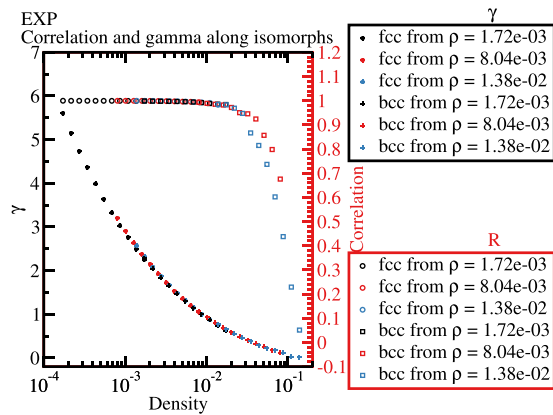 EXP
Correlation and gamma along isomorphs
7
6
5
4
3
2
1
0
γ
10⁻⁴
10⁻³
10⁻²
10⁻¹
Density
1.2
1.1
1
0.9
0.8
0.7
0.6
0.5
0.4
0.3
0.2
0.1
0
-0.1
Correlation
γ
fcc from ρ = 1.72e-03
fcc from ρ = 8.04e-03
fcc from ρ = 1.38e-02
bcc from ρ = 1.72e-03
bcc from ρ = 8.04e-03
bcc from ρ = 1.38e-02
R
fcc from ρ = 1.72e-03
fcc from ρ = 8.04e-03
fcc from ρ = 1.38e-02
bcc from ρ = 1.72e-03
bcc from ρ = 8.04e-03
bcc from ρ = 1.38e-02